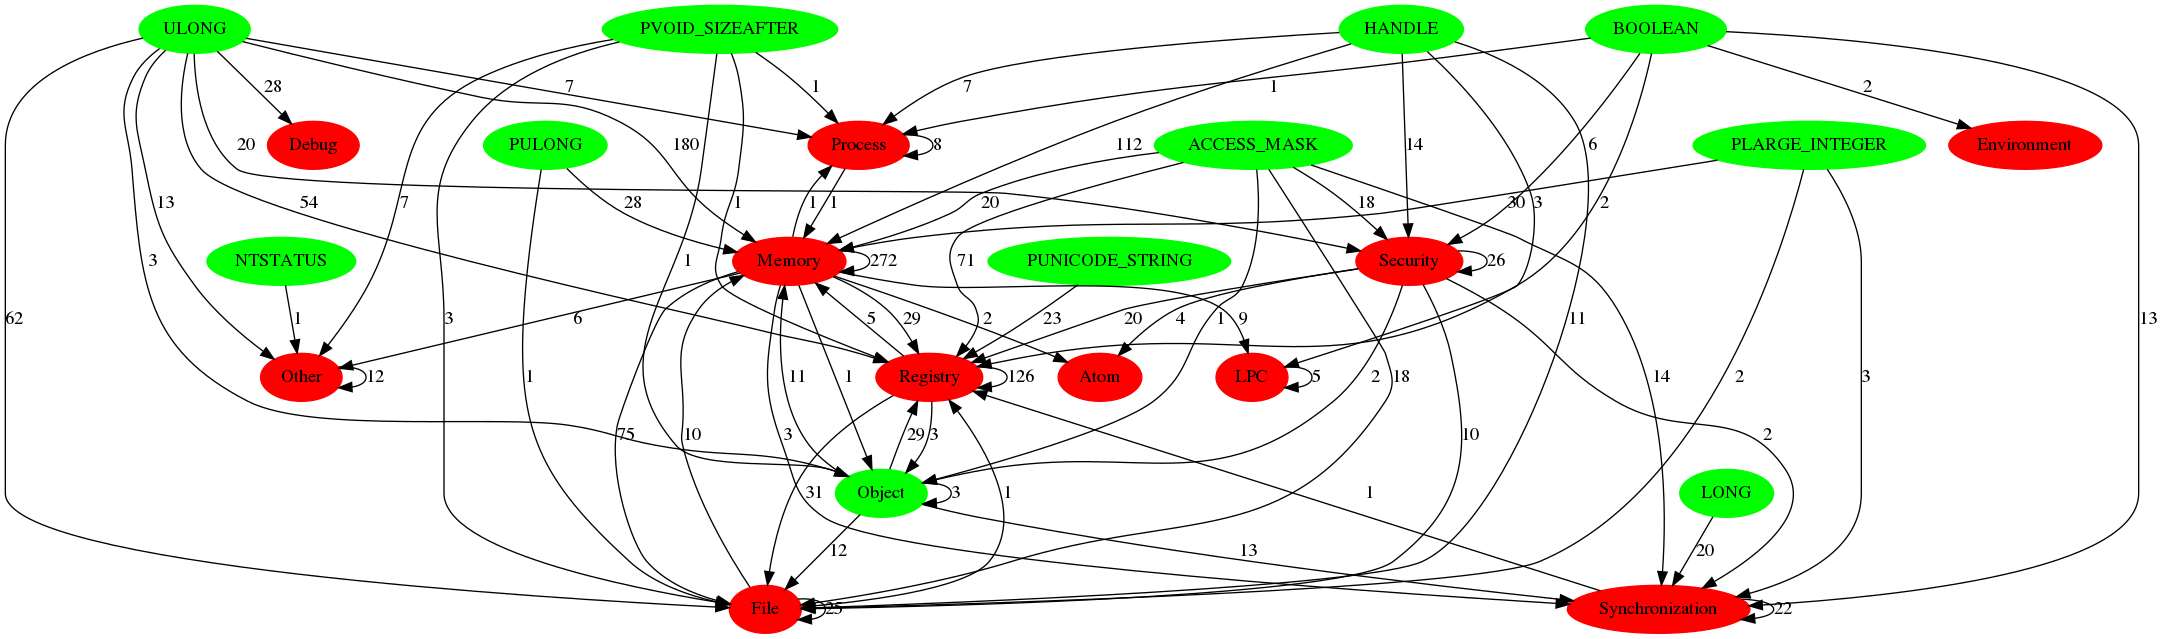 ULONG PVOID_SIZEAFTER HANDLE BOOLEAN
28 7 1 7 1 2
Debug PULONG Process 8 ACCESS_MASK PLARGE_INTEGER Environment
20 180 112 14 6
13 54 7 28 1 1 1 20 18 30 3 2
3 NTSTATUS 1 Memory 272 71 PUNICODE_STRING Security 26
62 1 3 6 5 29 2 23 20 4 1 9 11 13
Other 12 Registry 126 Atom LPC 5 2 18 14 2 3
1 75 10 11 3 1 29 3 10 2
31 Object 3 1 1 LONG
12 13 20
File 25 Synchronization 22